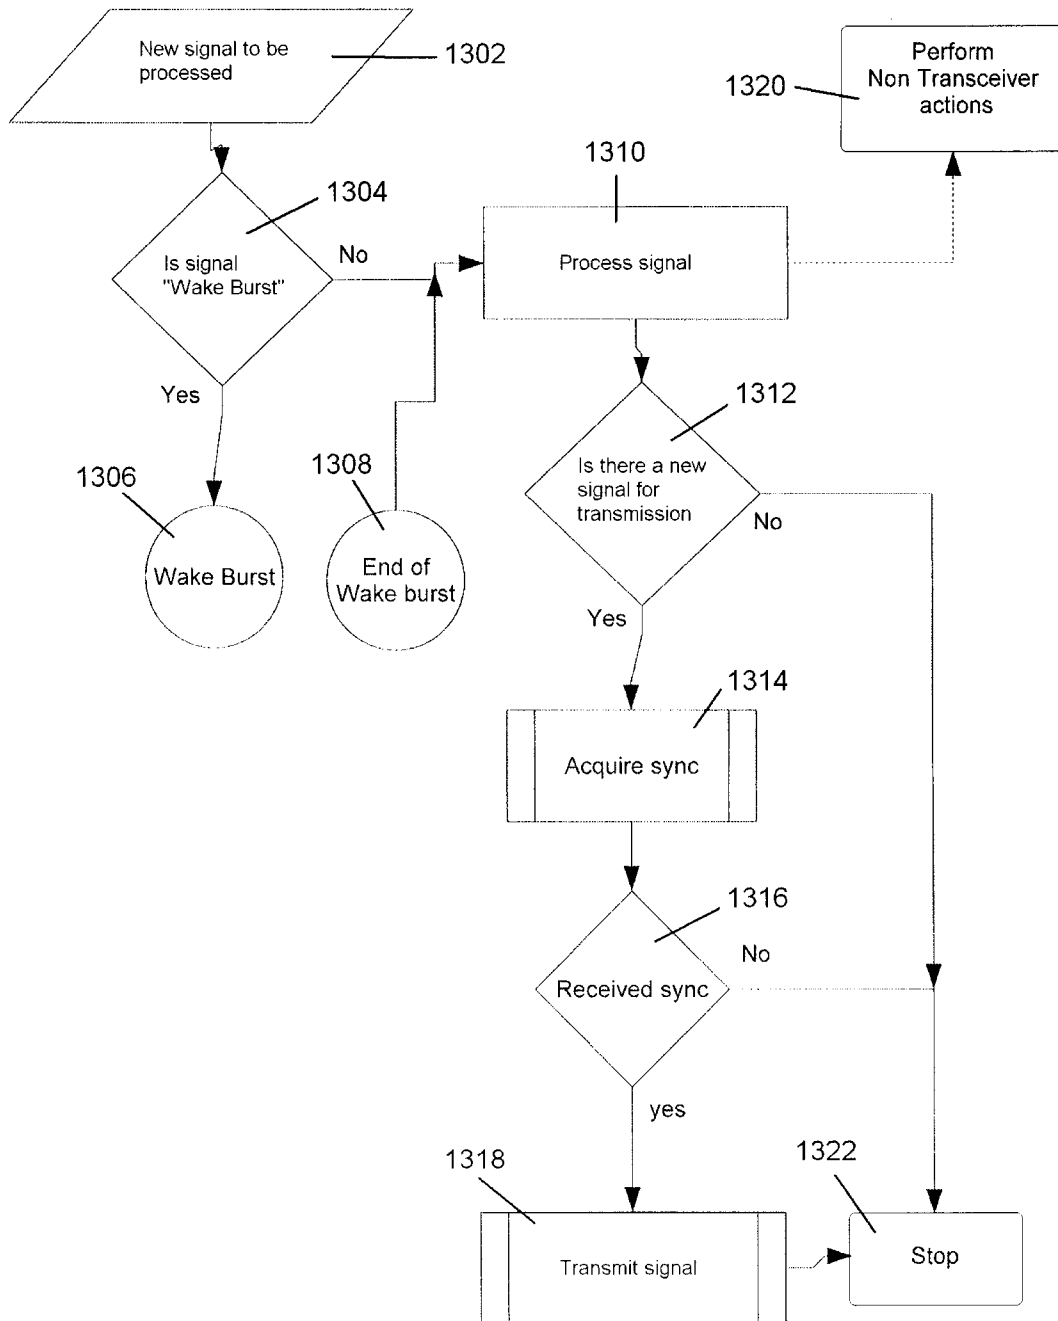 New signal to be
processed
1302
Perform
Non Transceiver
actions
1320
1310
1304
Is signal
"Wake Burst"
No
Process signal
Yes
1312
1306
1308
Is there a new
signal for
transmission
No
Wake Burst
End of
Wake burst
Yes
1314
Acquire sync
1316
No
Received sync
yes
1318
1322
Transmit signal
Stop